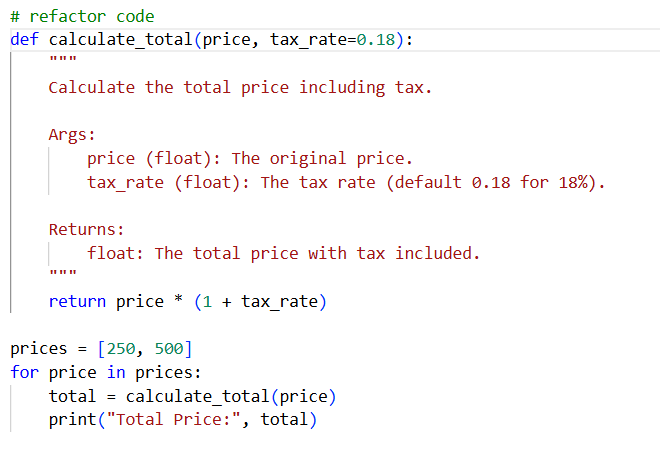 # refactor code
def calculate_total(price, tax_rate=0.18):
    """
    Calculate the total price including tax.

    Args:
        price (float): The original price.
        tax_rate (float): The tax rate (default 0.18 for 18%).

    Returns:
        float: The total price with tax included.
    """
    return price * (1 + tax_rate)

prices = [250, 500]
for price in prices:
    total = calculate_total(price)
    print("Total Price:", total)